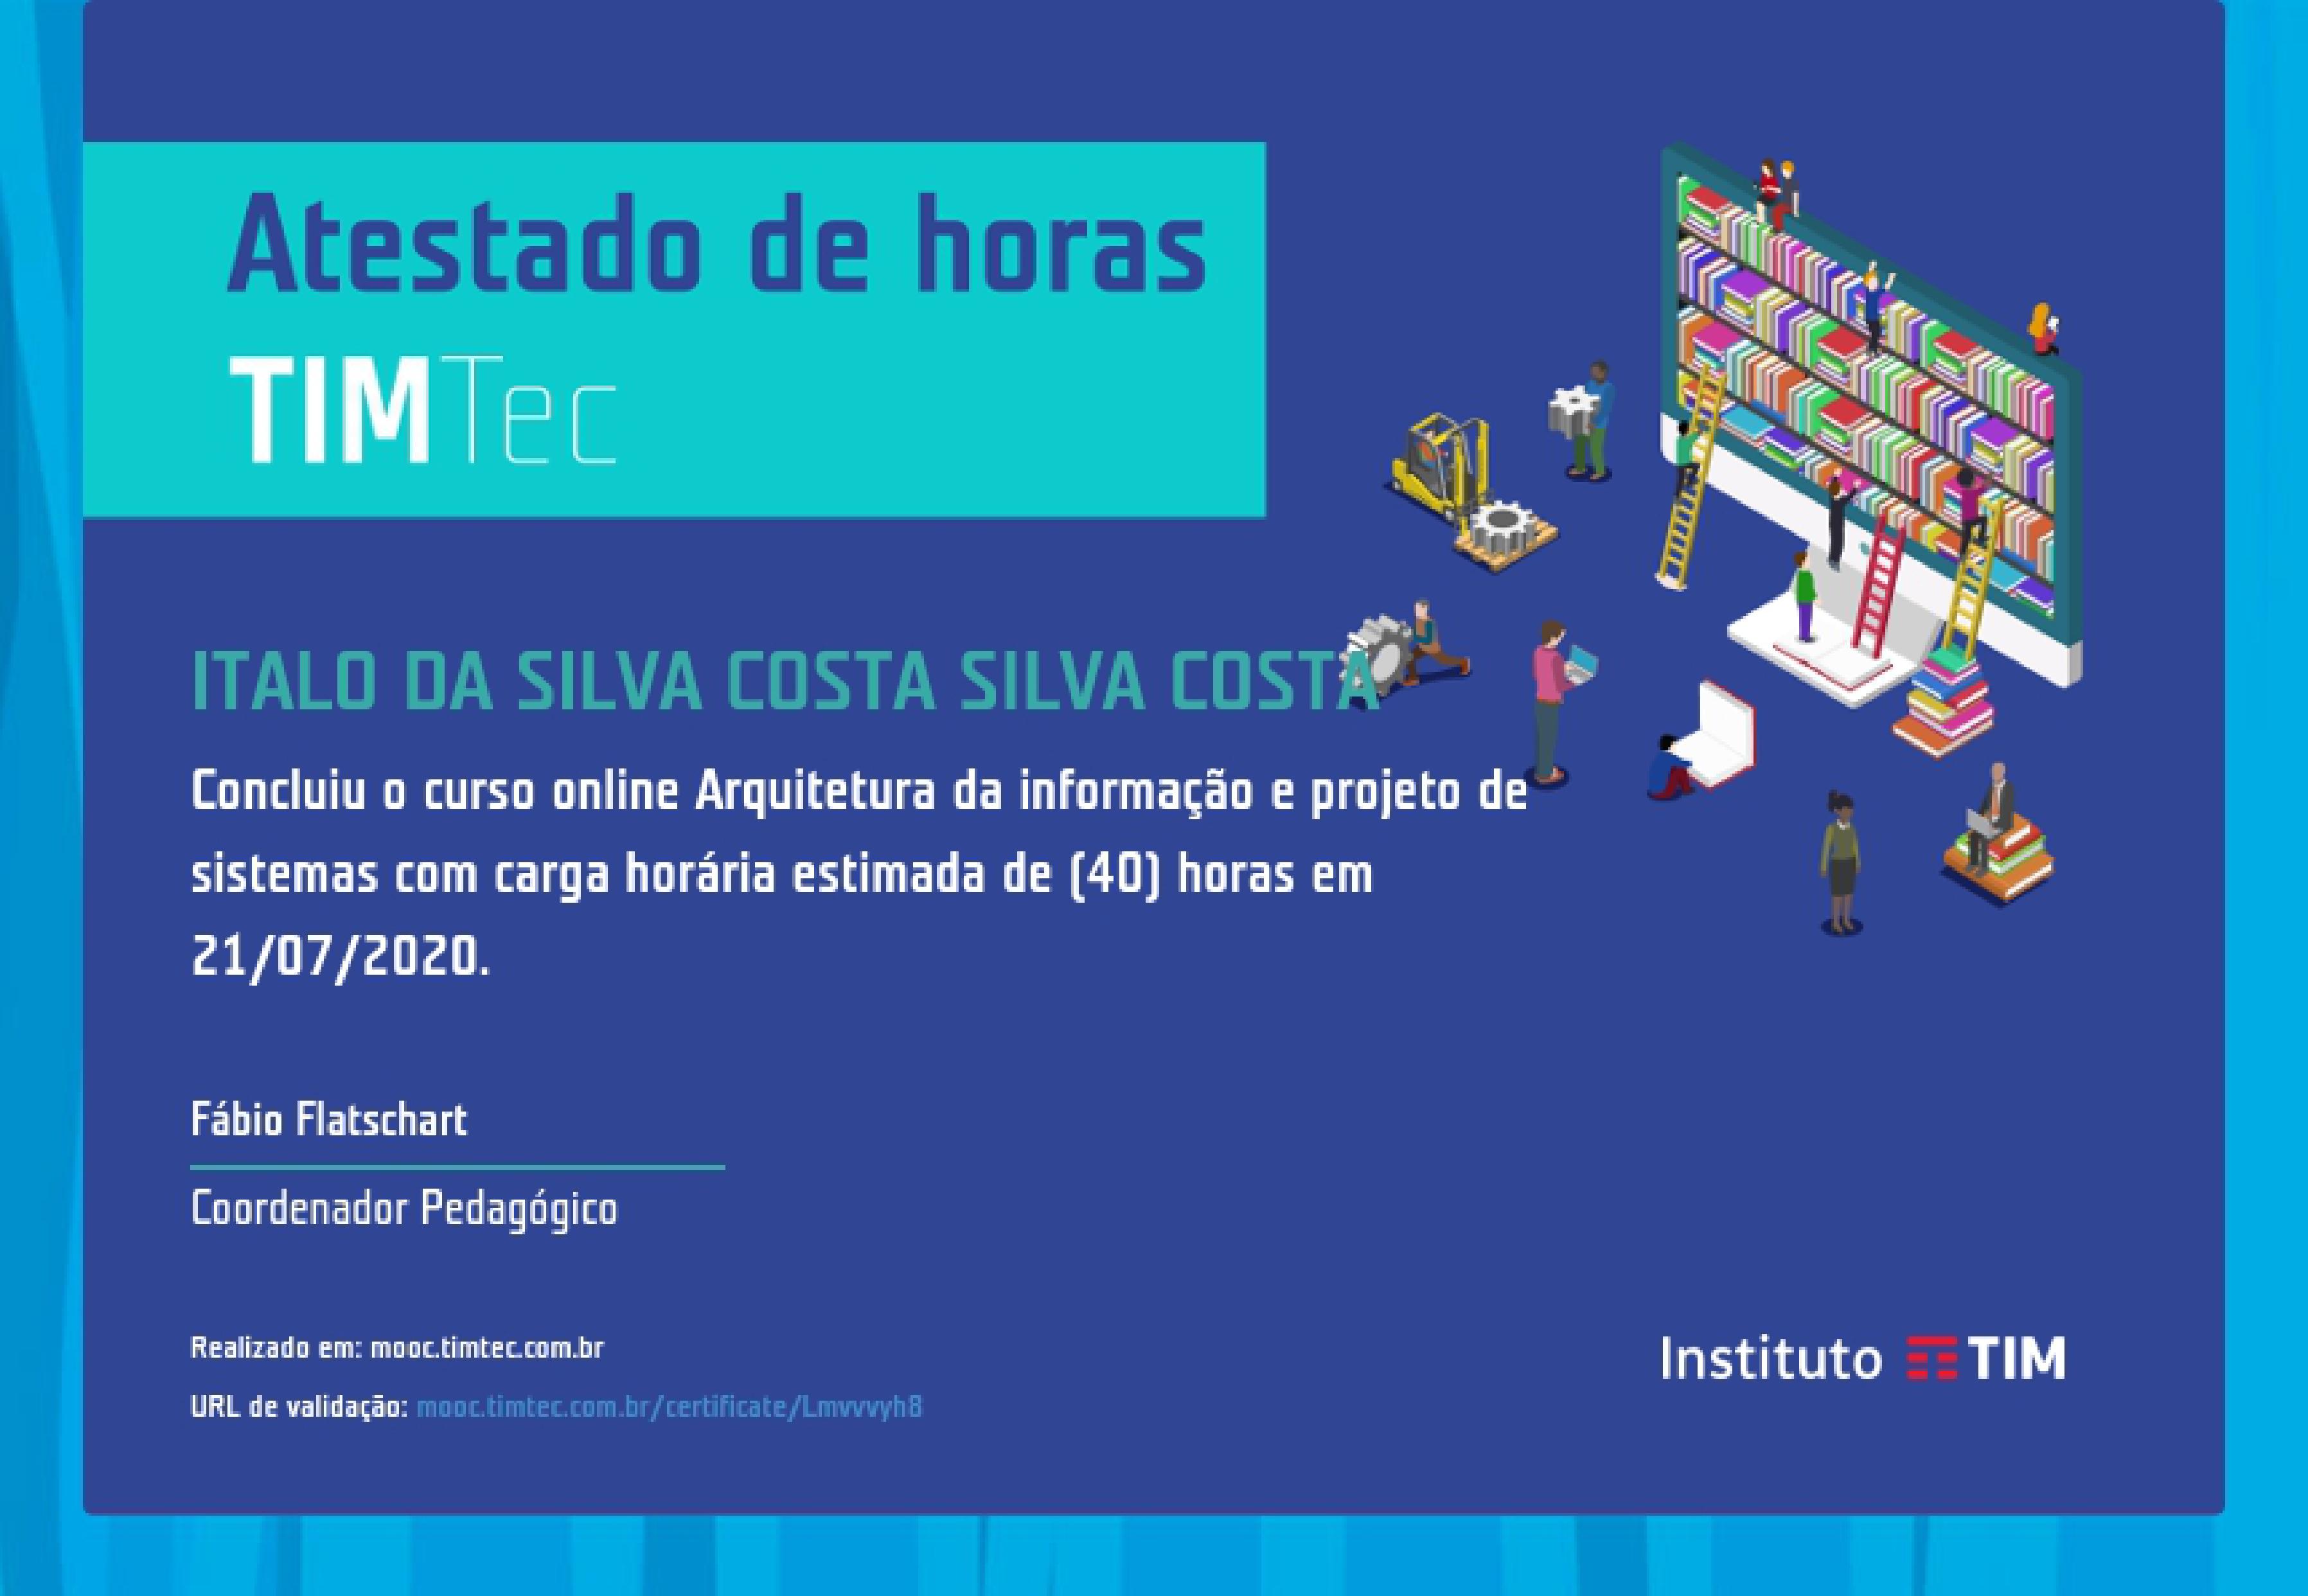 Atestado de horas
TIMTec
ITALO DA SILVA COSTA SILVA COSTA
Concluiu o curso online Arquitetura da informação e projeto de
sistemas com carga horária estimada de (40) horas em
21/07/2020.
Fábio Flatschart
Coordenador Pedagógico
Realizado em: mooc.timtec.com.br
URL de validação: mooc.timtec.com.br/certificate/Lmvvvyh8
Instituto TIM